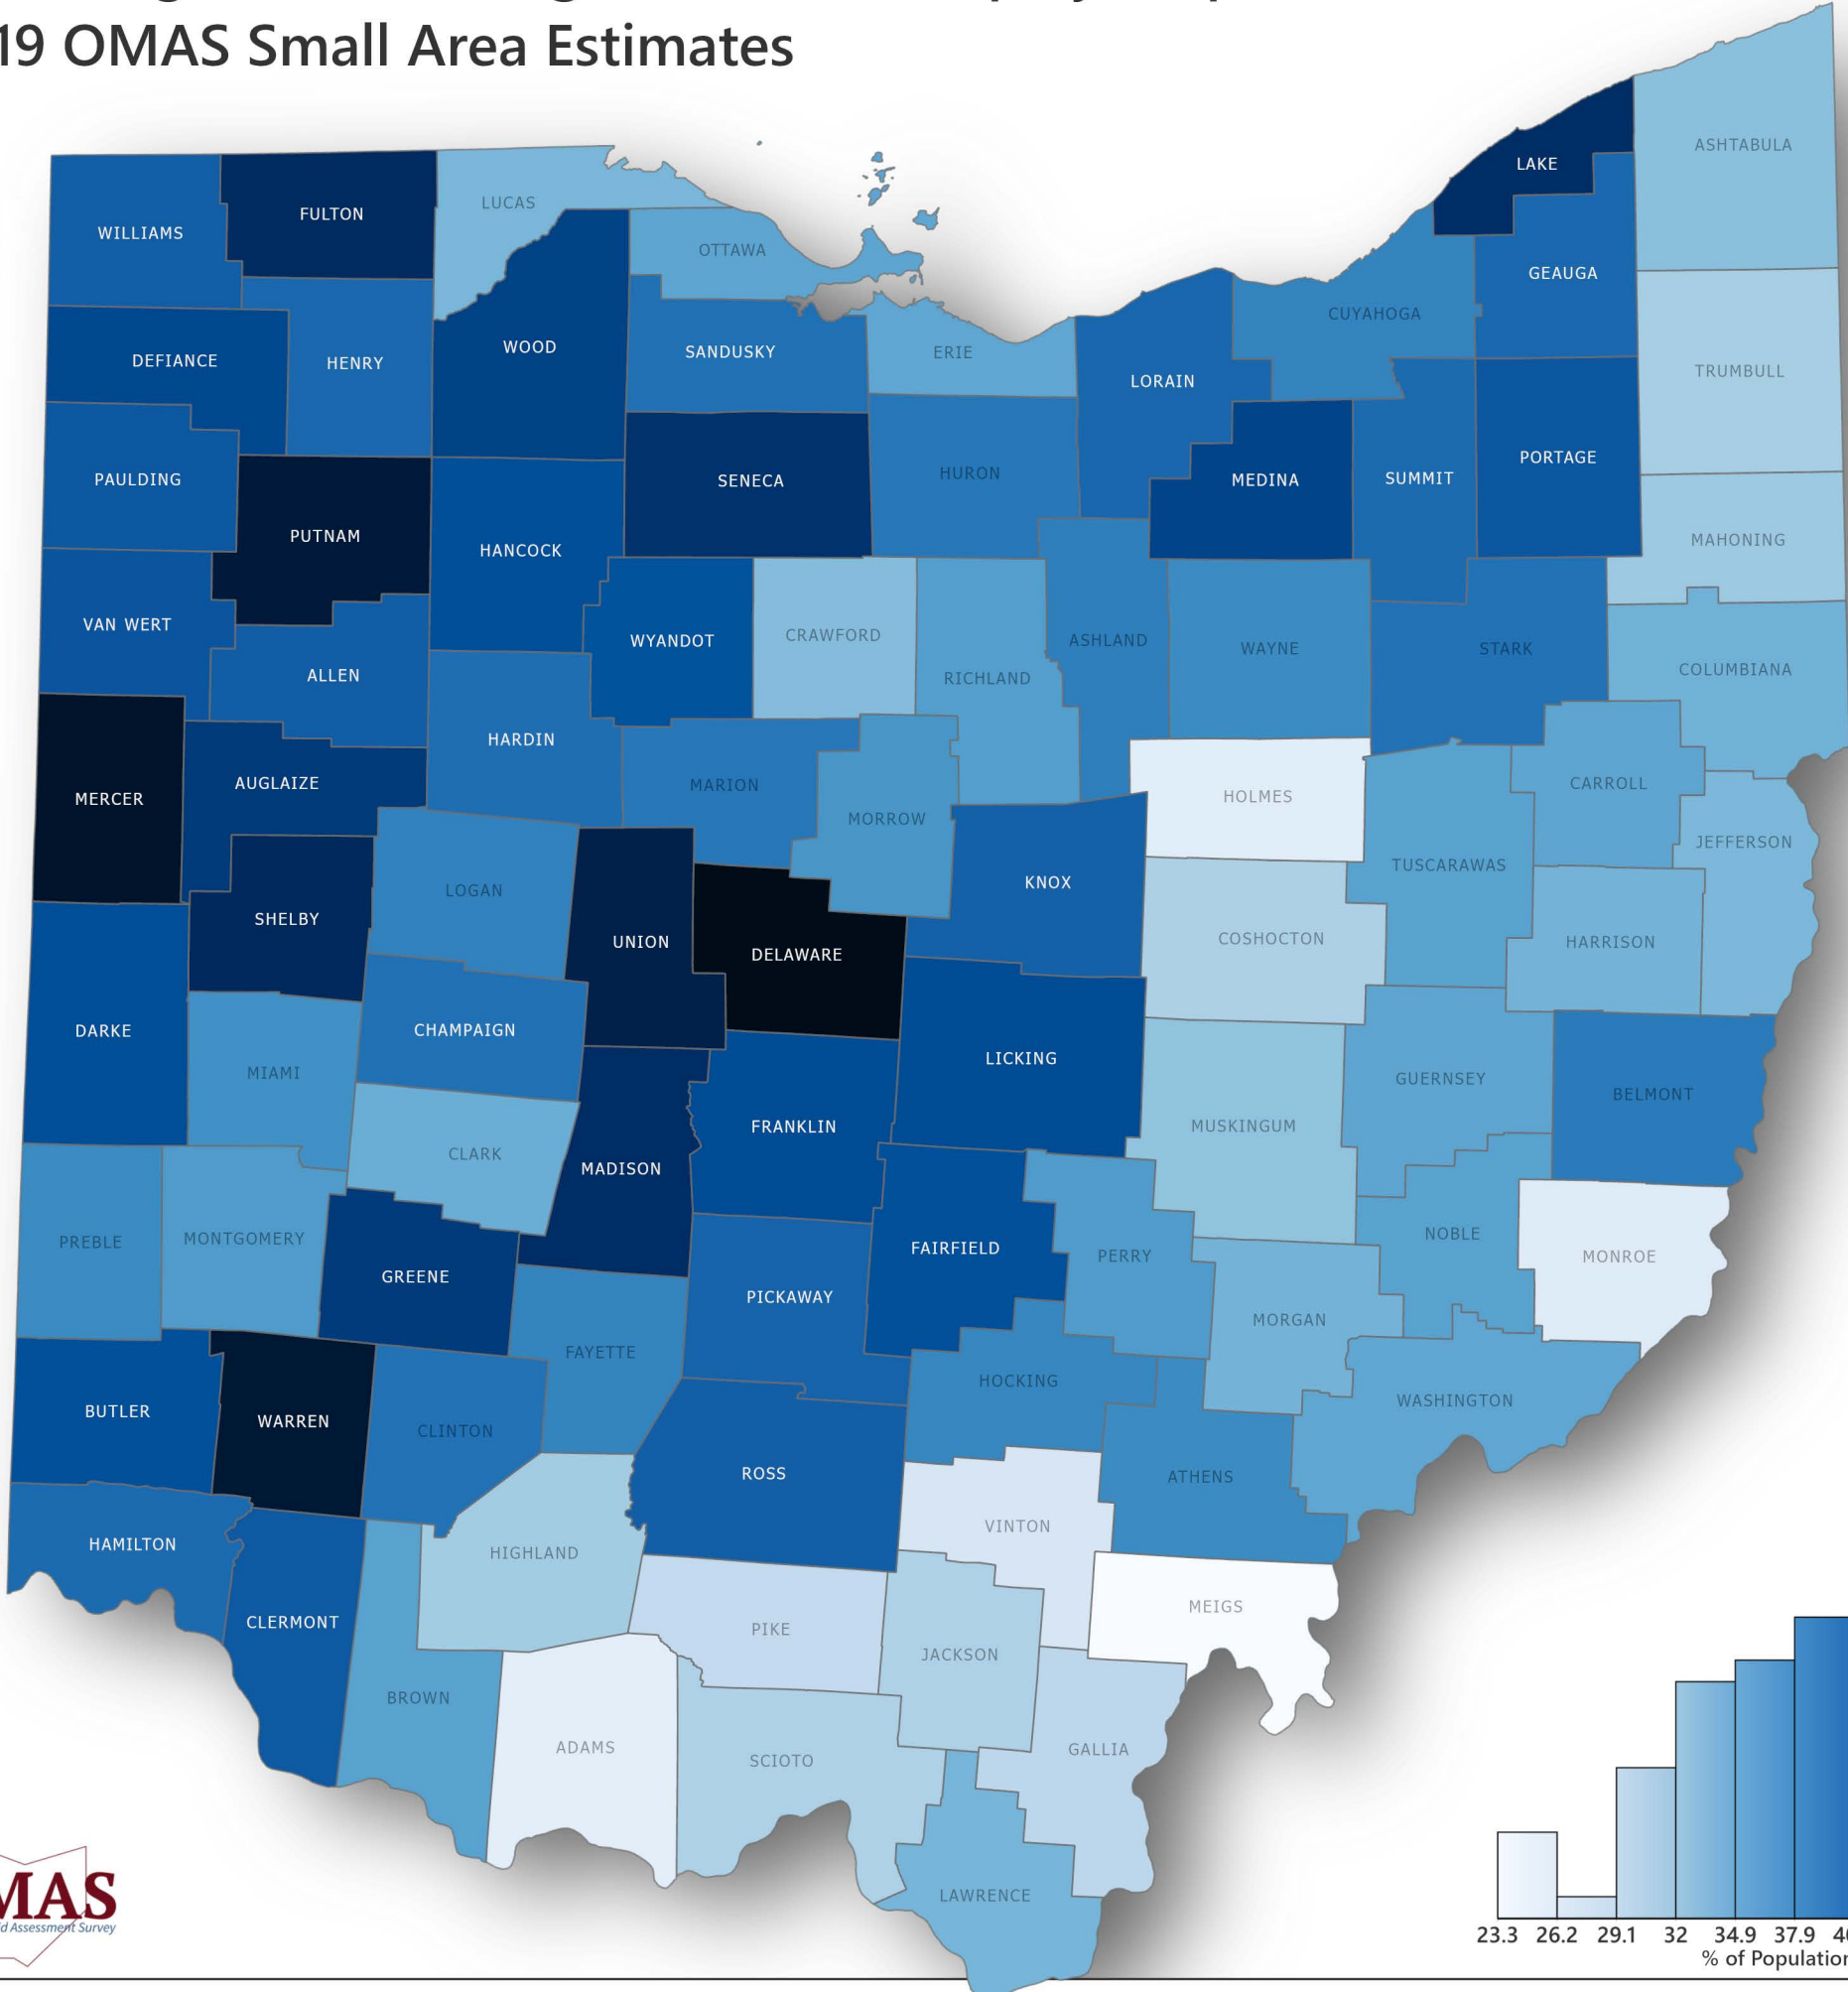 19 OMAS Small Area Estimates
ASHTABULA
LAKE
LUCAS
FULTON
WILLIAMS
OTTAWA
GEAUGA
CUYAHOGA
WOOD
SANDUSKY
ERIE
DEFIANCE
HENRY
TRUMBULL
LORAIN
PORTAGE
HURON
SUMMIT
PAULDING
SENECA
MEDINA
PUTNAM
MAHONING
HANCOCK
VAN WERT
CRAWFORD
WYANDOT
ASHLAND
WAYNE
STARK
COLUMBIANA
ALLEN
RICHLAND
HARDIN
AUGLAIZE
MARION
CARROLL
MERCER
HOLMES
MORROW
JEFFERSON
TUSCARAWAS
KNOX
LOGAN
SHELBY
COSHOCTON
UNION
HARRISON
DELAWARE
DARKE
CHAMPAIGN
LICKING
MIAMI
GUERNSEY
BELMONT
FRANKLIN
MUSKINGUM
CLARK
MADISON
NOBLE
MONTGOMERY
PREBLE
FAIRFIELD
PERRY
MONROE
GREENE
PICKAWAY
MORGAN
FAYETTE
HOCKING
WASHINGTON
BUTLER
WARREN
CLINTON
ROSS
ATHENS
VINTON
HAMILTON
HIGHLAND
MEIGS
CLERMONT
PIKE
JACKSON
BROWN
ADAMS
GALLIA
SCIOTO
LAWRENCE
MAS
d Assessment Survey
23.3 26.2 29.1 32 34.9 37.9
% of Population